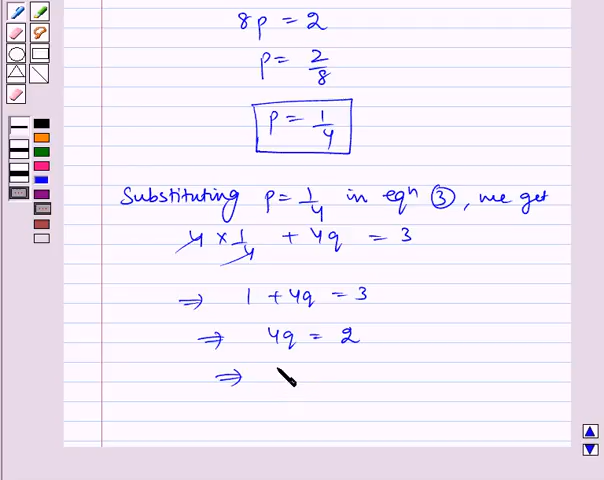 8p = 2
p = 2/8
p = 1/4
Substituting p = 1/4 in eqⁿ ③, we get
4 × 1/4 + 4q = 3
⇒ 1 + 4q = 3
⇒ 4q = 2
⇒